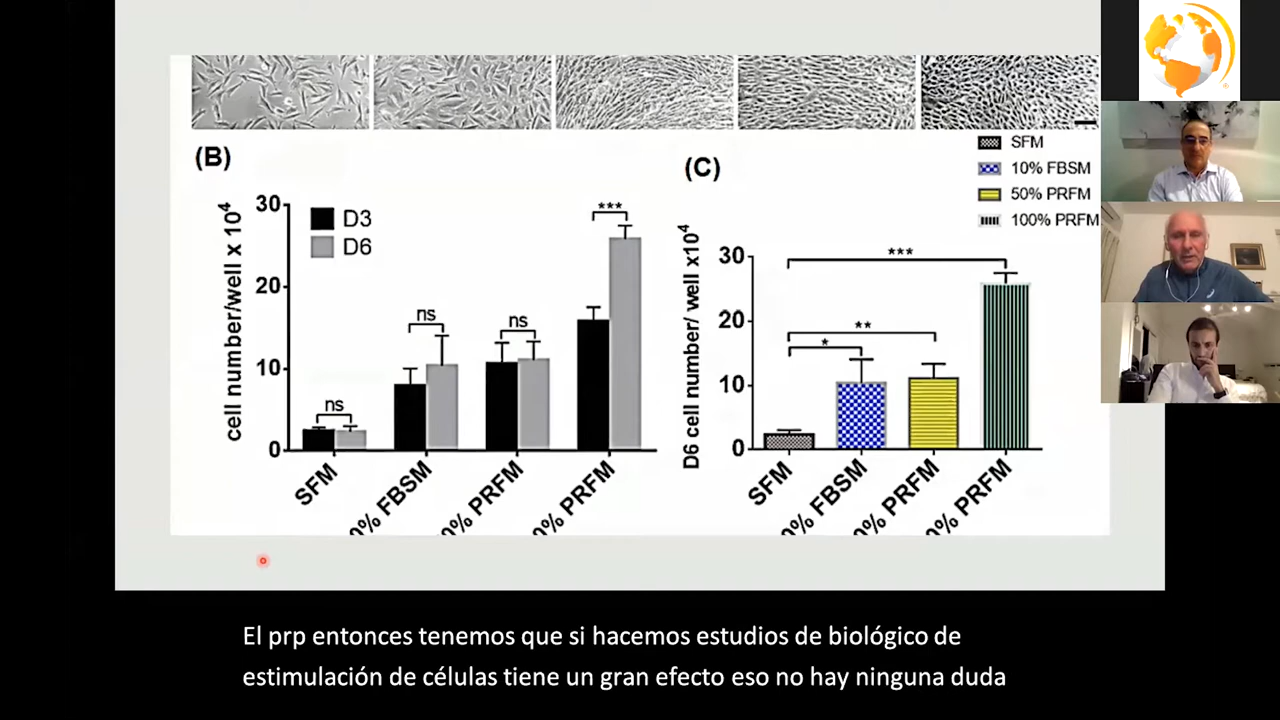 (B)
(C)
SFM
10% FBSM
50% PRFM
100% PRFM
D3
D6
cell number/well x 10⁴
30
20
10
0
ns
ns
ns
***
SFM
0% FBSM
0% PRFM
0% PRFM
D6 cell number/ well x10⁴
30
20
10
0
*
**
***
SFM
0% FBSM
0% PRFM
0% PRFM
El prp entonces tenemos que si hacemos estudios de biológico de
estimulación de células tiene un gran efecto eso no hay ninguna duda